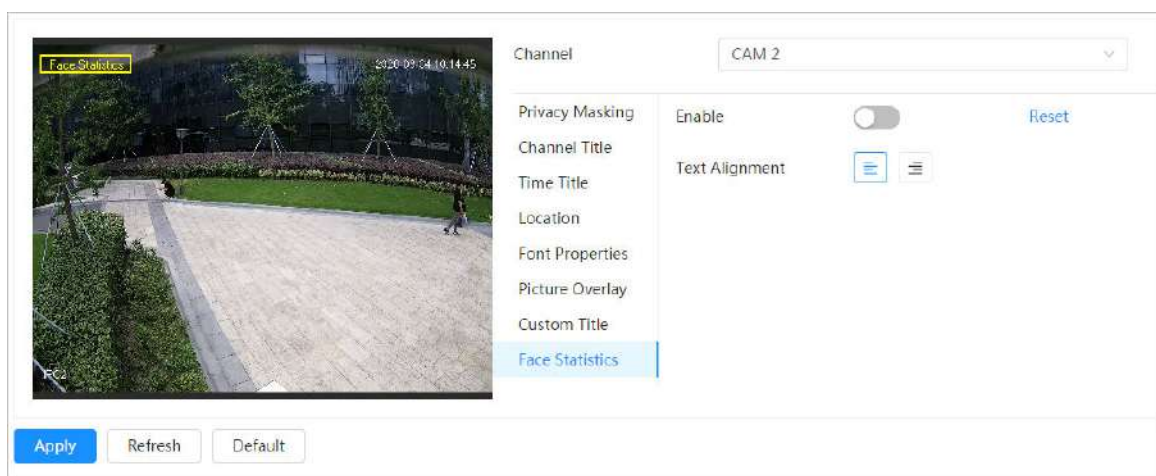 Face Statistics
2020-09-04 10:14:45
IPC2
Channel
CAM 2
Privacy Masking
Channel Title
Time Title
Location
Font Properties
Picture Overlay
Custom Title
Face Statistics
Enable
Reset
Text Alignment
Apply
Refresh
Default